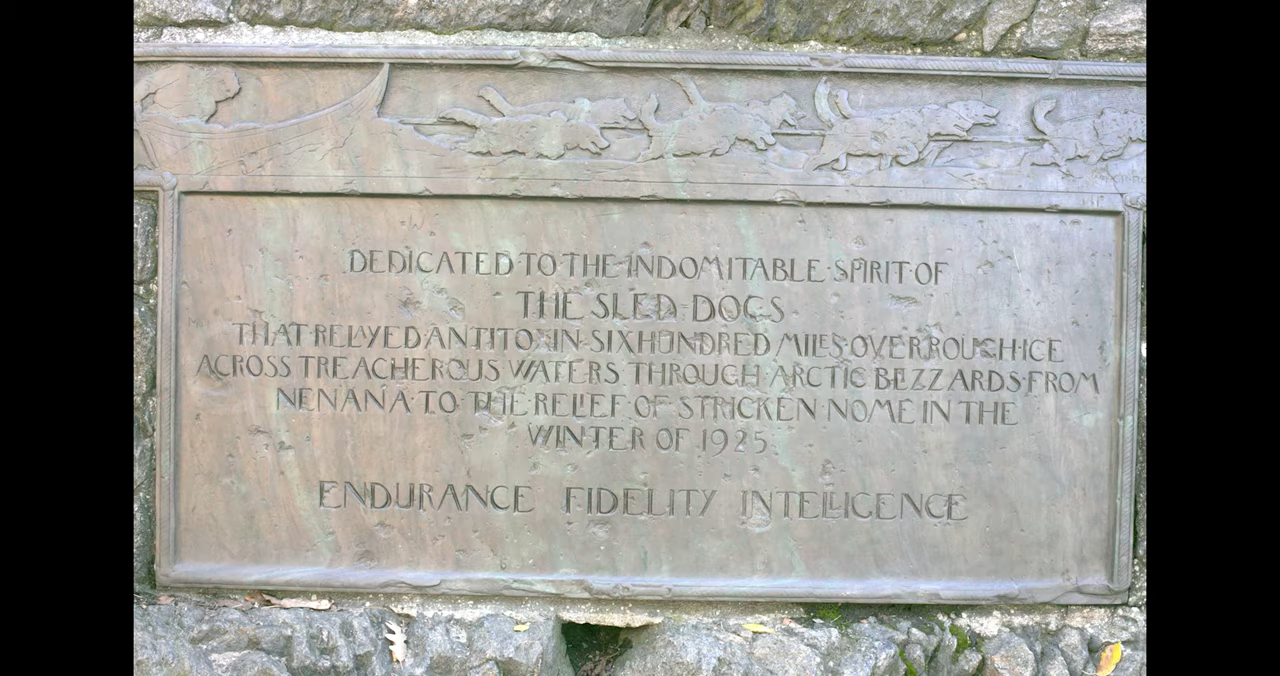 DEDICATED·TO·THE·INDOMITABLE·SPIRIT·OF
THE SLED DOGS
THAT RELAYED ANTITOXIN·SIX HUNDRED MILES·OVER·ROUGH·ICE
ACROSS TREACHEROUS WATERS THROUGH·ARCTIC BLIZZARDS·FROM
NENANA·TO·THE RELIEF OF STRICKEN·NOME IN THE
WINTER OF 1925
ENDURANCE FIDELITY INTELLIGENCE